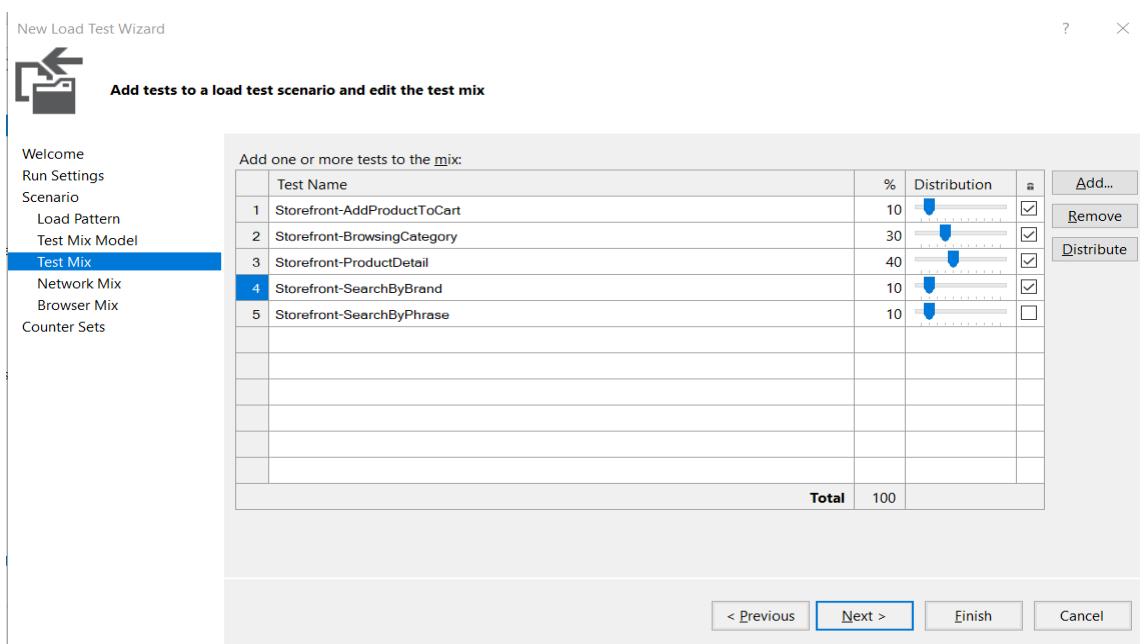 New Load Test Wizard ?
Add tests to a load test scenario and edit the test mix
Welcome
Run Settings
Scenario
Load Pattern
Test Mix Model
Test Mix
Network Mix
Browser Mix
Counter Sets
Add one or more tests to the mix:
Test Name % Distribution
1 Storefront-AddProductToCart 10
2 Storefront-BrowsingCategory 30
3 Storefront-ProductDetail 40
4 Storefront-SearchByBrand 10
5 Storefront-SearchByPhrase 10
Total 100
Add...
Remove
Distribute
< Previous Next > Finish Cancel